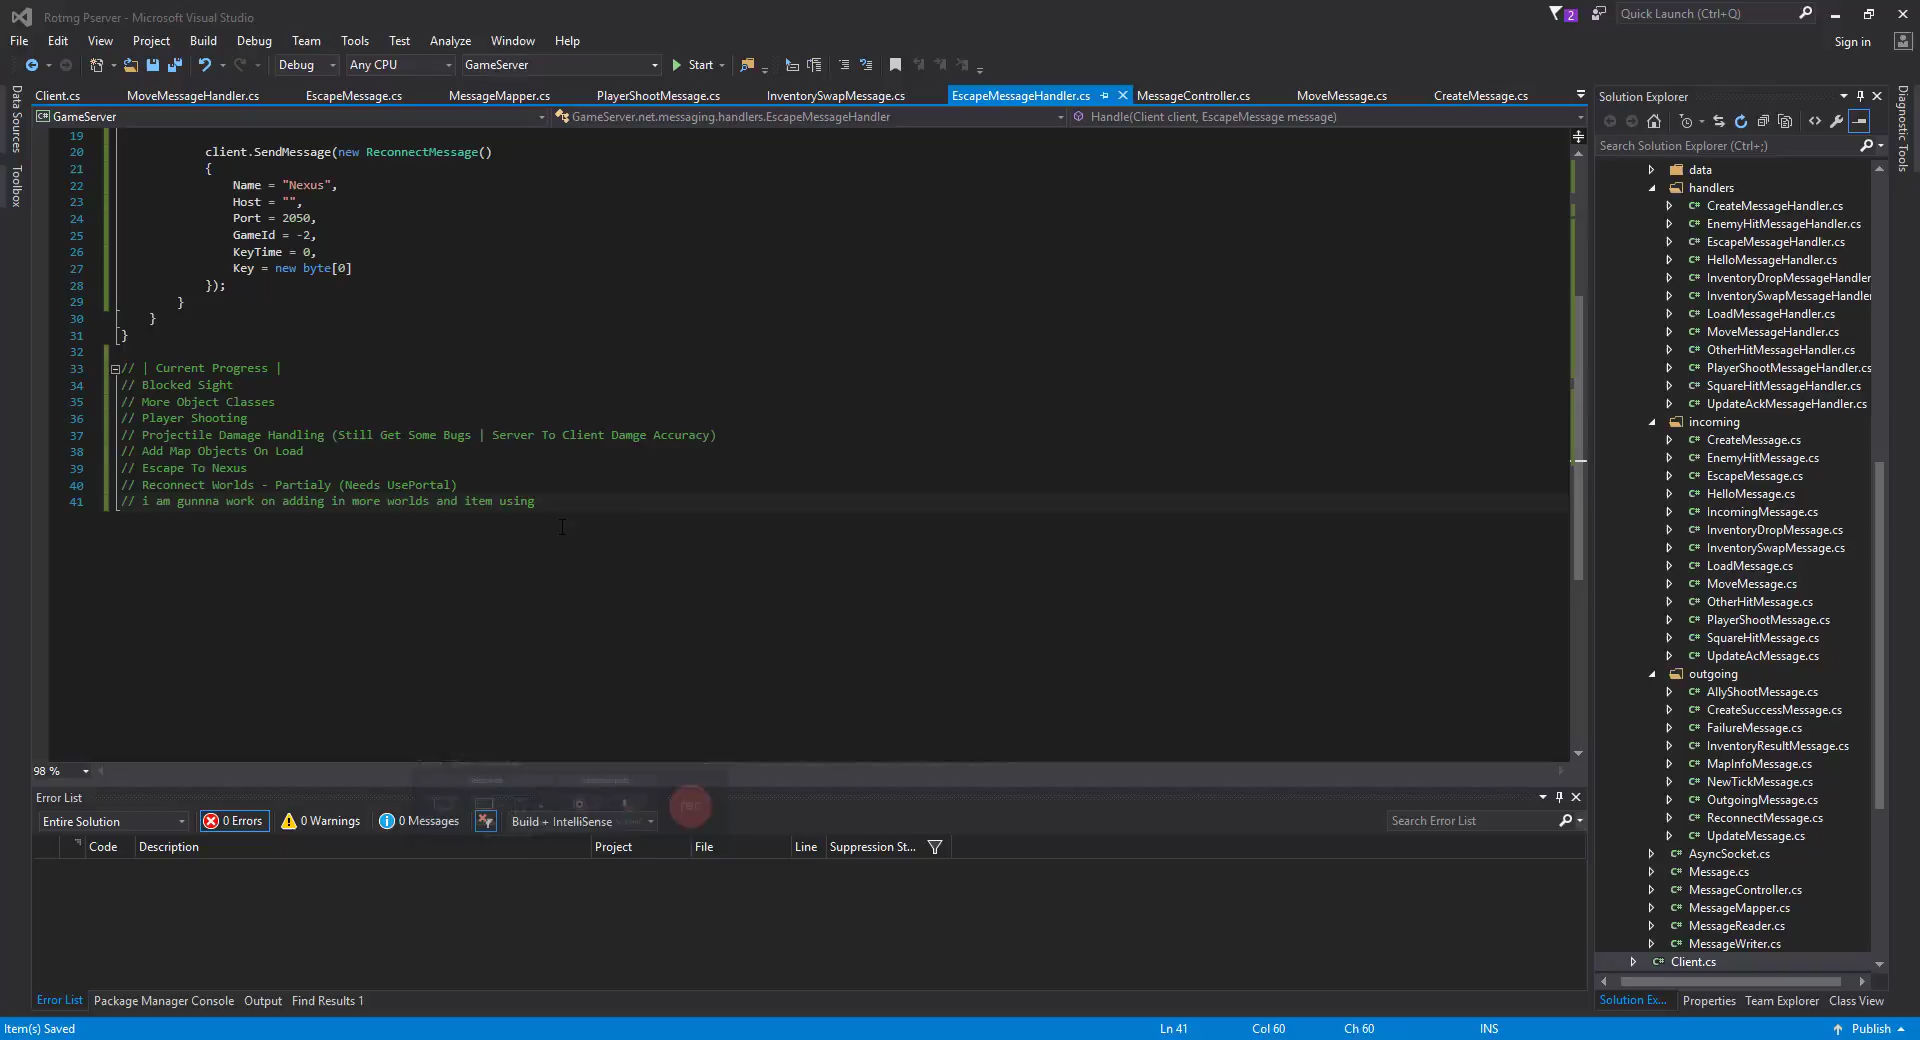 Rotmg Pserver - Microsoft Visual Studio
2
Quick Launch (Ctrl+Q)
File Edit View Project Build Debug Team Tools Test Analyze Window Help
Sign in
Debug Any CPU GameServer Start
Data Sources
Toolbox
Client.cs MoveMessageHandler.cs EscapeMessage.cs MessageMapper.cs PlayerShootMessage.cs InventorySwapMessage.cs EscapeMessageHandler.cs MessageController.cs MoveMessage.cs CreateMessage.cs
GameServer GameServer.net.messaging.handlers.EscapeMessageHandler Handle(Client client, EscapeMessage message)
19
20 client.SendMessage(new ReconnectMessage()
21 {
22 Name = "Nexus",
23 Host = "",
24 Port = 2050,
25 GameId = -2,
26 KeyTime = 0,
27 Key = new byte[0]
28 });
29 }
30 }
31 }
32
33 // | Current Progress |
34 // Blocked Sight
35 // More Object Classes
36 // Player Shooting
37 // Projectile Damage Handling (Still Get Some Bugs | Server To Client Damge Accuracy)
38 // Add Map Objects On Load
39 // Escape To Nexus
40 // Reconnect Worlds - Partialy (Needs UsePortal)
41 // i am gunnna work on adding in more worlds and item using
98 %
Error List
Entire Solution 0 Errors 0 Warnings 0 Messages Build + IntelliSense
rec
Search Error List
Code Description Project File Line Suppression St...
Error List Package Manager Console Output Find Results 1
Solution Explorer
Search Solution Explorer (Ctrl+;)
data
handlers
CreateMessageHandler.cs
EnemyHitMessageHandler.cs
EscapeMessageHandler.cs
HelloMessageHandler.cs
InventoryDropMessageHandler
InventorySwapMessageHandler
LoadMessageHandler.cs
MoveMessageHandler.cs
OtherHitMessageHandler.cs
PlayerShootMessageHandler.cs
SquareHitMessageHandler.cs
UpdateAckMessageHandler.cs
incoming
CreateMessage.cs
EnemyHitMessage.cs
EscapeMessage.cs
HelloMessage.cs
IncomingMessage.cs
InventoryDropMessage.cs
InventorySwapMessage.cs
LoadMessage.cs
MoveMessage.cs
OtherHitMessage.cs
PlayerShootMessage.cs
SquareHitMessage.cs
UpdateAcMessage.cs
outgoing
AllyShootMessage.cs
CreateSuccessMessage.cs
FailureMessage.cs
InventoryResultMessage.cs
MapInfoMessage.cs
NewTickMessage.cs
OutgoingMessage.cs
ReconnectMessage.cs
UpdateMessage.cs
AsyncSocket.cs
Message.cs
MessageController.cs
MessageMapper.cs
MessageReader.cs
MessageWriter.cs
Client.cs
Solution Ex... Properties Team Explorer Class View
Diagnostic Tools
Item(s) Saved Ln 41 Col 60 Ch 60 INS Publish